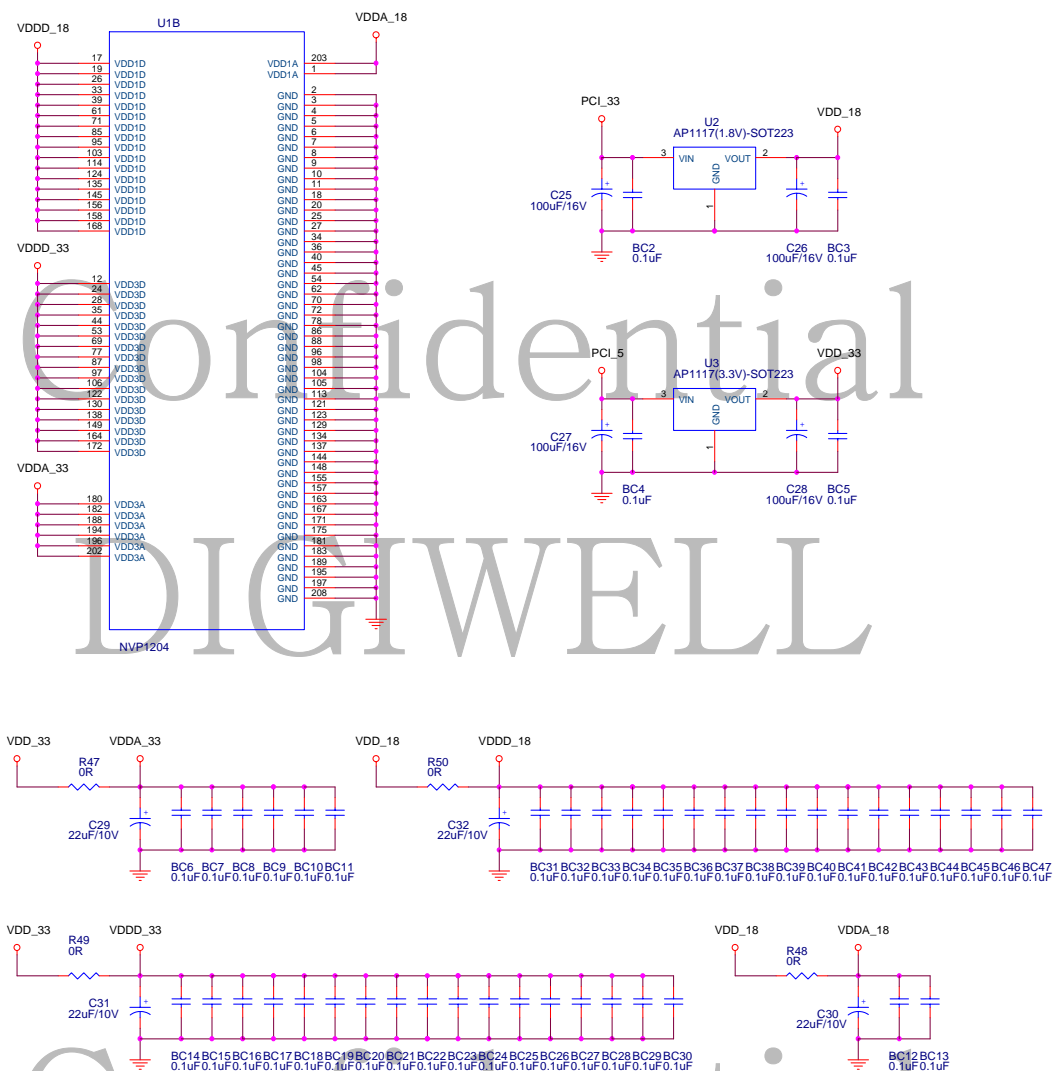 VDDD_18
U1B
VDDA_18
17 VDD1D
19 VDD1D
26 VDD1D
33 VDD1D
39 VDD1D
61 VDD1D
71 VDD1D
85 VDD1D
95 VDD1D
103 VDD1D
114 VDD1D
124 VDD1D
135 VDD1D
145 VDD1D
156 VDD1D
158 VDD1D
168 VDD1D
VDDD_33
12 VDD3D
24 VDD3D
28 VDD3D
35 VDD3D
44 VDD3D
53 VDD3D
69 VDD3D
77 VDD3D
87 VDD3D
97 VDD3D
106 VDD3D
122 VDD3D
130 VDD3D
138 VDD3D
149 VDD3D
164 VDD3D
172 VDD3D
VDDA_33
180 VDD3A
182 VDD3A
188 VDD3A
194 VDD3A
196 VDD3A
202 VDD3A
VDD1A 203
VDD1A 1
GND 2
GND 3
GND 4
GND 5
GND 6
GND 7
GND 8
GND 9
GND 10
GND 11
GND 18
GND 20
GND 25
GND 27
GND 34
GND 36
GND 40
GND 45
GND 54
GND 62
GND 70
GND 72
GND 78
GND 86
GND 88
GND 96
GND 98
GND 104
GND 105
GND 113
GND 121
GND 123
GND 129
GND 134
GND 137
GND 144
GND 148
GND 155
GND 157
GND 163
GND 167
GND 171
GND 175
GND 181
GND 183
GND 189
GND 195
GND 197
GND 208
NVP1204
PCI_33
U2
AP1117(1.8V)-SOT223
VDD_18
3 VIN VOUT 2
GND
1
C25
100uF/16V
BC2
0.1uF
C26
100uF/16V
BC3
0.1uF
Confidential
PCI_5
U3
AP1117(3.3V)-SOT223
VDD_33
3 VIN VOUT 2
GND
1
C27
100uF/16V
BC4
0.1uF
C28
100uF/16V
BC5
0.1uF
DIGIWELL
VDD_33
R47
0R
VDDA_33
C29
22uF/10V
BC6 BC7 BC8 BC9 BC10 BC11
0.1uF 0.1uF 0.1uF 0.1uF 0.1uF 0.1uF
VDD_18
R50
0R
VDDD_18
C32
22uF/10V
BC31 BC32 BC33 BC34 BC35 BC36 BC37 BC38 BC39 BC40 BC41 BC42 BC43 BC44 BC45 BC46 BC47
0.1uF 0.1uF 0.1uF 0.1uF 0.1uF 0.1uF 0.1uF 0.1uF 0.1uF 0.1uF 0.1uF 0.1uF 0.1uF 0.1uF 0.1uF 0.1uF 0.1uF
VDD_33
R49
0R
VDDD_33
C31
22uF/10V
BC14 BC15 BC16 BC17 BC18 BC19 BC20 BC21 BC22 BC23 BC24 BC25 BC26 BC27 BC28 BC29 BC30
0.1uF 0.1uF 0.1uF 0.1uF 0.1uF 0.1uF 0.1uF 0.1uF 0.1uF 0.1uF 0.1uF 0.1uF 0.1uF 0.1uF 0.1uF 0.1uF 0.1uF
VDD_18
R48
0R
VDDA_18
C30
22uF/10V
BC12 BC13
0.1uF 0.1uF